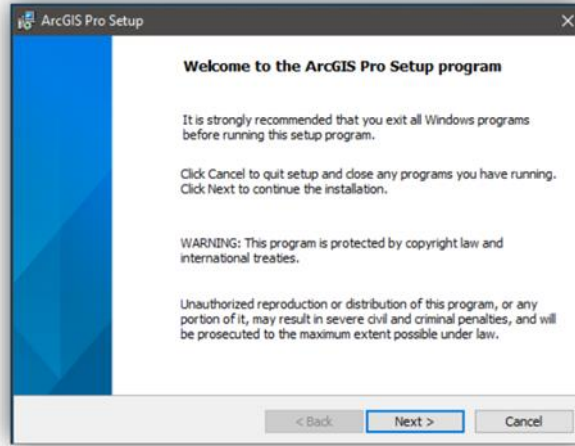 ArcGIS Pro Setup
Welcome to the ArcGIS Pro Setup program
It is strongly recommended that you exit all Windows programs
before running this setup program.
Click Cancel to quit setup and close any programs you have running.
Click Next to continue the installation.
WARNING: This program is protected by copyright law and
international treaties.
Unauthorized reproduction or distribution of this program, or any
portion of it, may result in severe civil and criminal penalties, and will
be prosecuted to the maximum extent possible under law.
< Back Next > Cancel